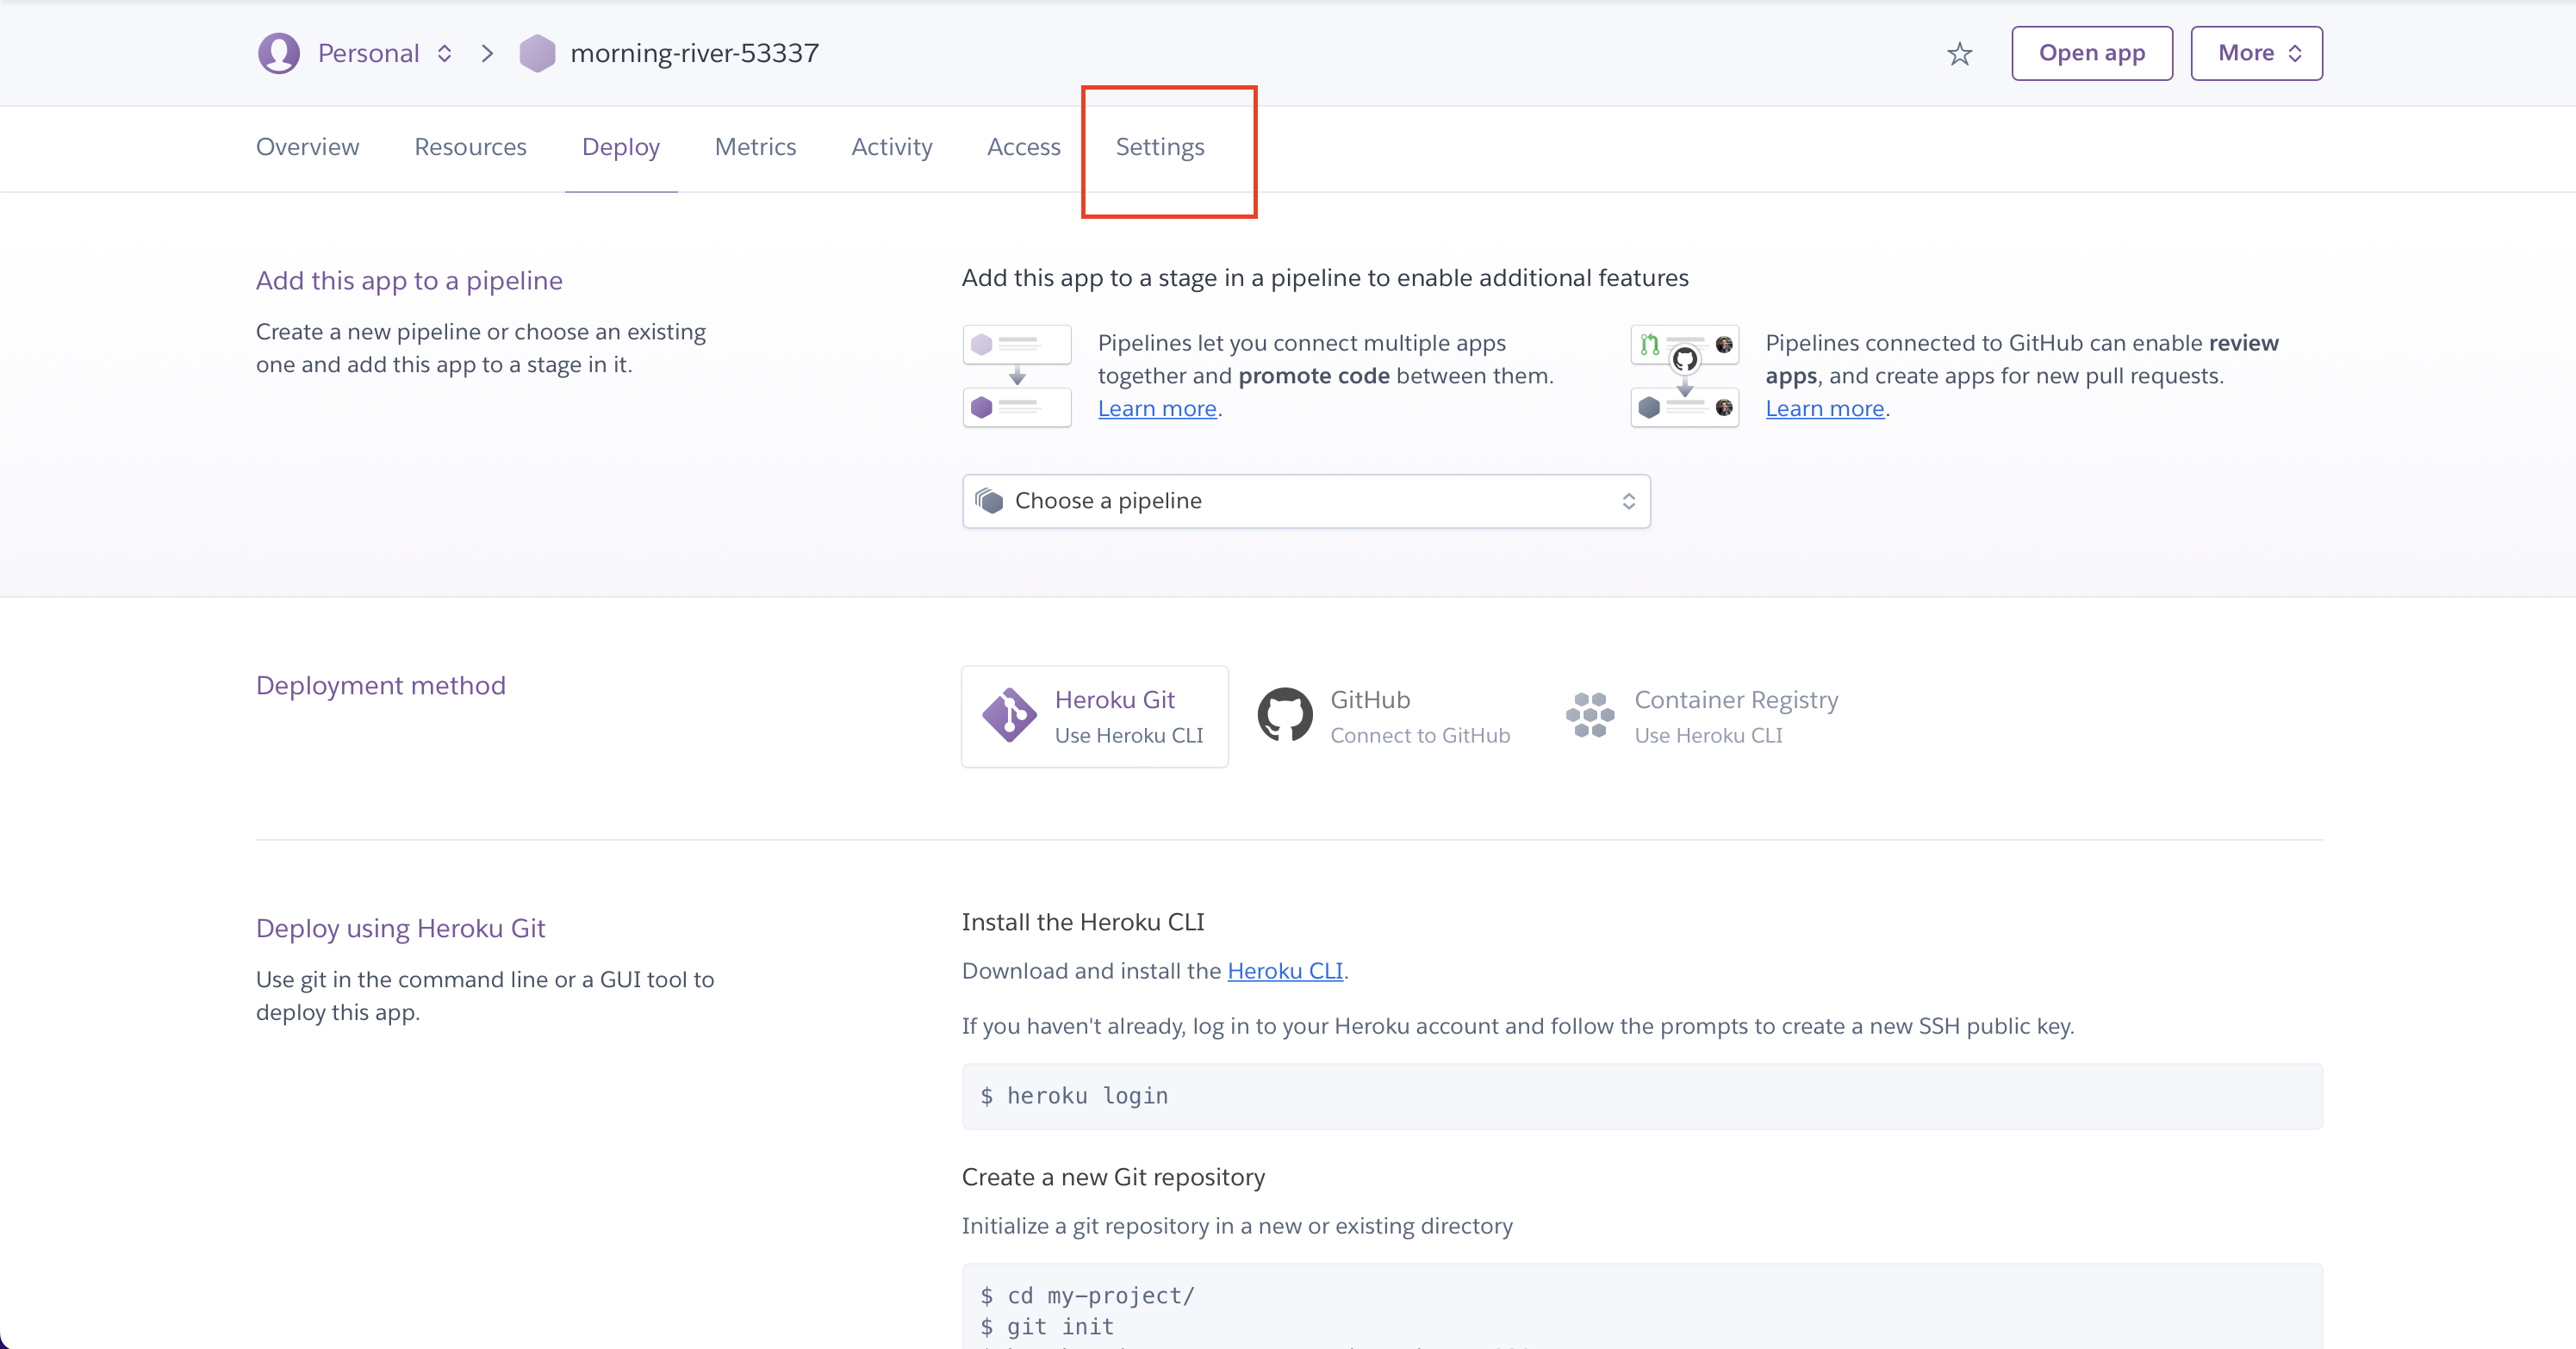 Personal
morning-river-53337
Open app
More
Overview
Resources
Deploy
Metrics
Activity
Access
Settings
Add this app to a pipeline
Create a new pipeline or choose an existing
one and add this app to a stage in it.
Add this app to a stage in a pipeline to enable additional features
Pipelines let you connect multiple apps
together and promote code between them.
Learn more.
Pipelines connected to GitHub can enable review
apps, and create apps for new pull requests.
Learn more.
Choose a pipeline
Deployment method
Heroku Git
Use Heroku CLI
GitHub
Connect to GitHub
Container Registry
Use Heroku CLI
Deploy using Heroku Git
Use git in the command line or a GUI tool to
deploy this app.
Install the Heroku CLI
Download and install the Heroku CLI.
If you haven't already, log in to your Heroku account and follow the prompts to create a new SSH public key.
$ heroku login
Create a new Git repository
Initialize a git repository in a new or existing directory
$ cd my-project/
$ git init